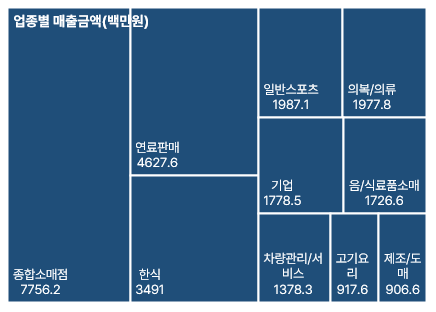 업종별 매출금액(백만원)
종합소매점
7756.2
연료판매
4627.6
한식
3491
일반스포츠
1987.1
의복/의류
1977.8
기업
1778.5
음/식료품소매
1726.6
차량관리/서
비스
1378.3
고기요
리
917.6
제조/도
매
906.6